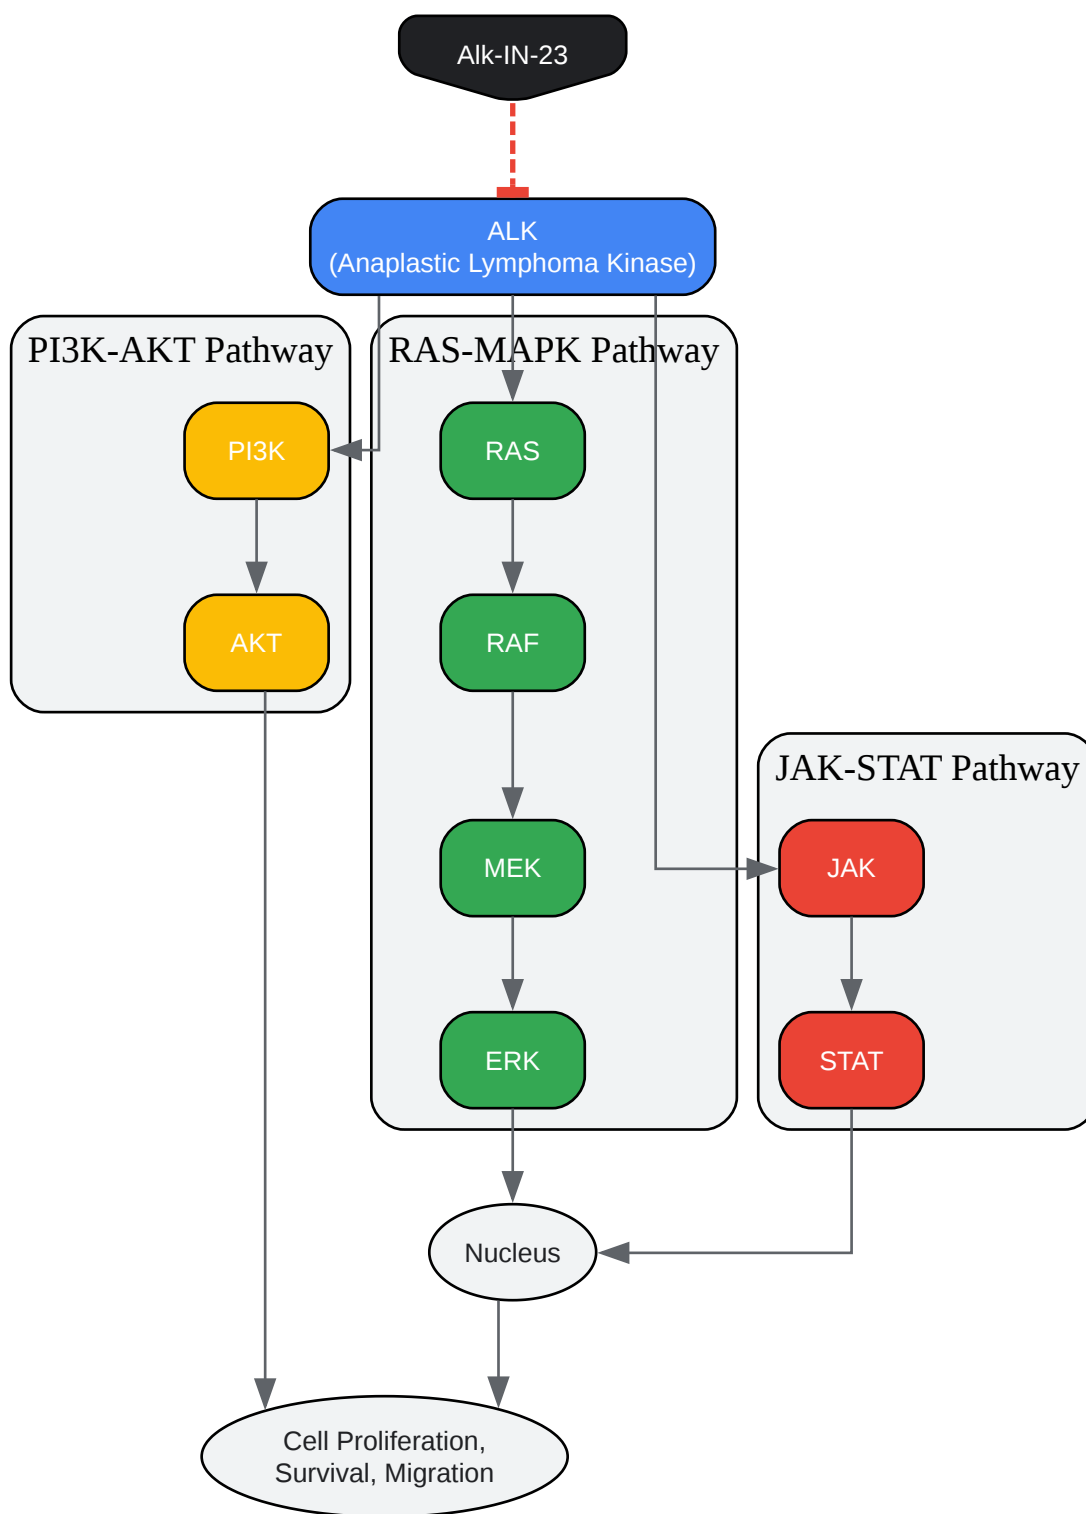 Alk-IN-23
ALK
(Anaplastic Lymphoma Kinase)
PI3K-AKT Pathway
RAS-MAPK Pathway
PI3K
RAS
AKT
RAF
JAK-STAT Pathway
MEK
JAK
ERK
STAT
Nucleus
Cell Proliferation,
Survival, Migration